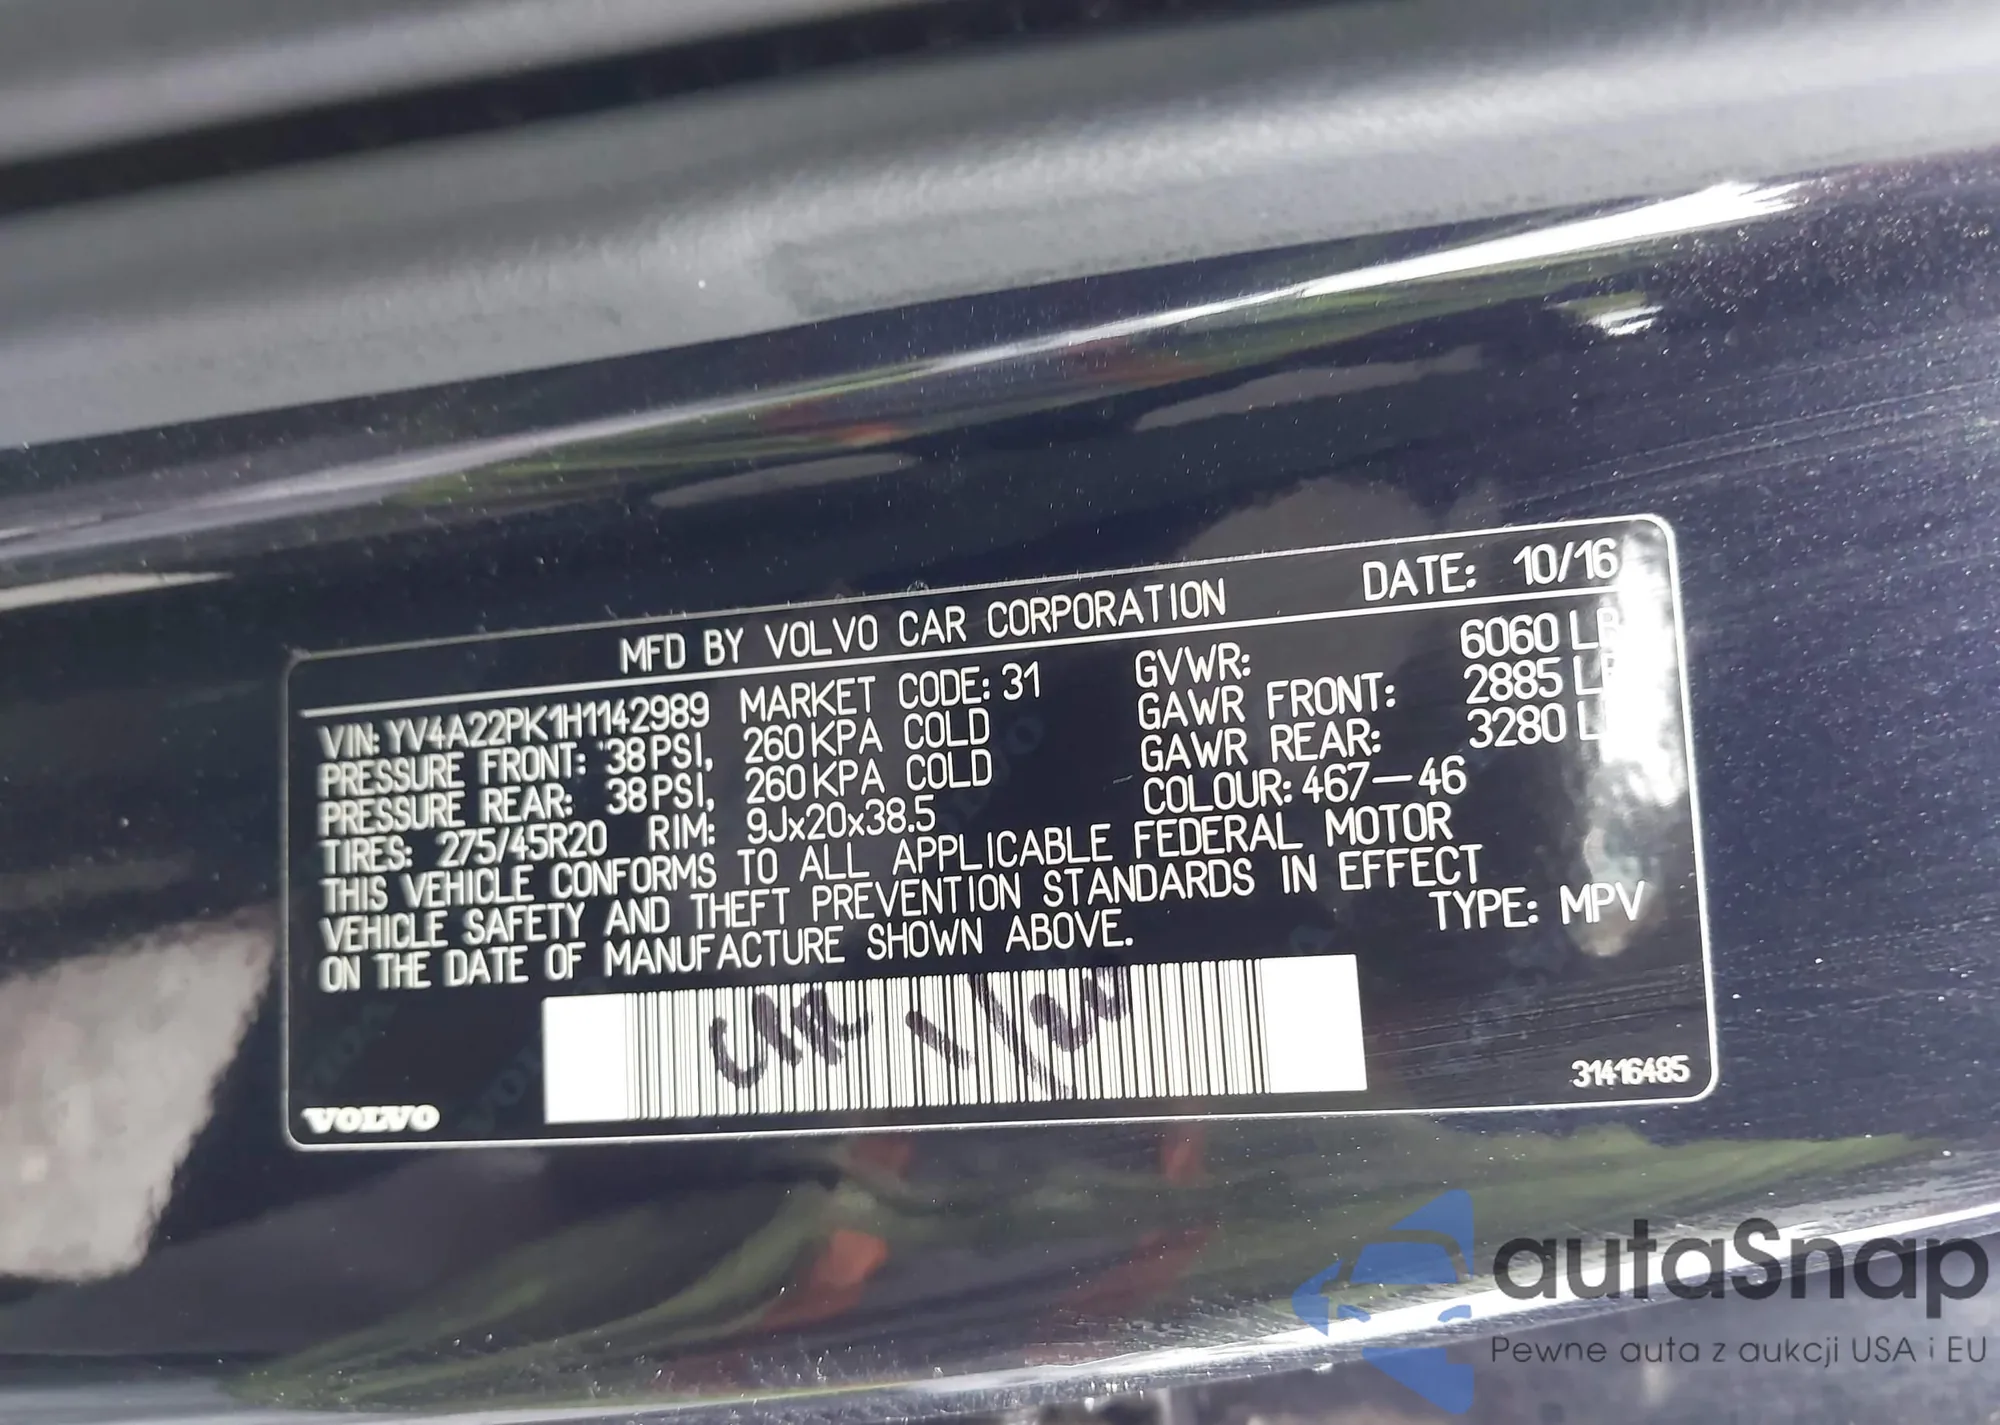 MFD BY VOLVO CAR CORPORATION DATE: 10/16
VIN: YV4A22PK1H1142989 MARKET CODE: 31 GVWR: 6060 LB
PRESSURE FRONT: 38 PSI, 260 KPA COLD GAWR FRONT: 2885 LB
PRESSURE REAR: 38 PSI, 260 KPA COLD GAWR REAR: 3280 L
TIRES: 275/45R20 RIM: 9Jx20x38.5 COLOUR: 467-46
THIS VEHICLE CONFORMS TO ALL APPLICABLE FEDERAL MOTOR
VEHICLE SAFETY AND THEFT PREVENTION STANDARDS IN EFFECT
ON THE DATE OF MANUFACTURE SHOWN ABOVE. TYPE: MPV
1/20
VOLVO 31416485
autaSnap
Pewne auta z aukcji USA i EU